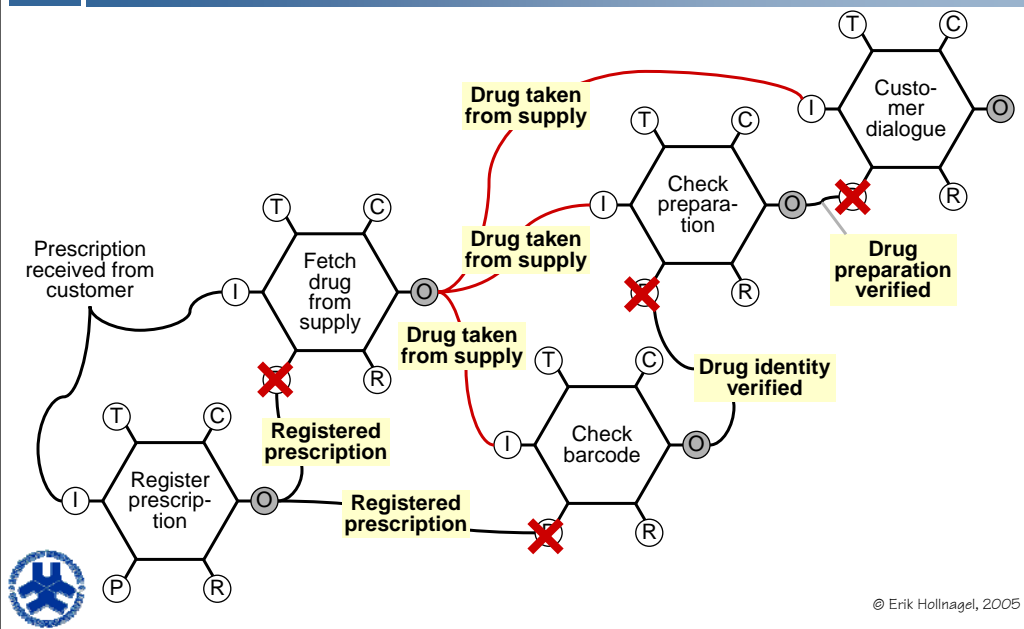 T
C
I
Custo-
mer
dialogue
O
R
Drug taken
from supply
T
C
I
Check
prepara-
tion
O
R
Drug
preparation
verified
T
C
I
Fetch
drug
from
supply
O
R
Drug taken
from supply
Prescription
received from
customer
Drug taken
from supply
Drug identity
verified
T
C
I
Check
barcode
O
R
Registered
prescription
T
C
I
Register
prescrip-
tion
O
P
R
Registered
prescription
© Erik Hollnagel, 2005